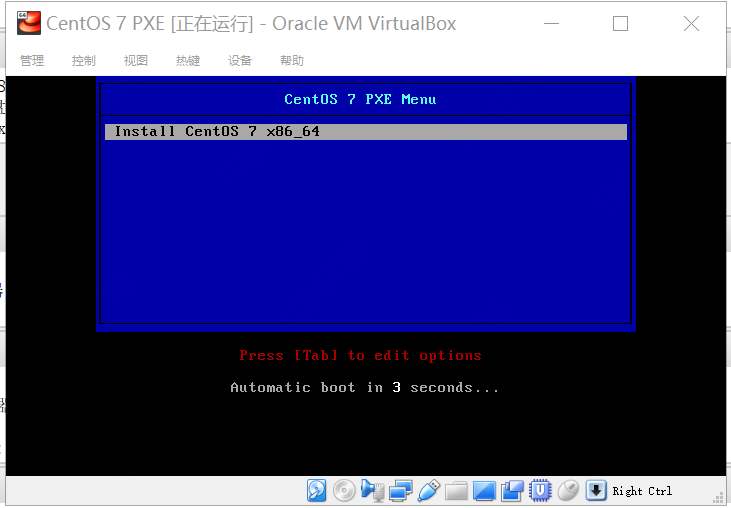 CentOS 7 PXE [正在运行] - Oracle VM VirtualBox
管理 控制 视图 热键 设备 帮助
CentOS 7 PXE Menu
Install CentOS 7 x86_64
Press [Tab] to edit options
Automatic boot in 3 seconds...
Right Ctrl